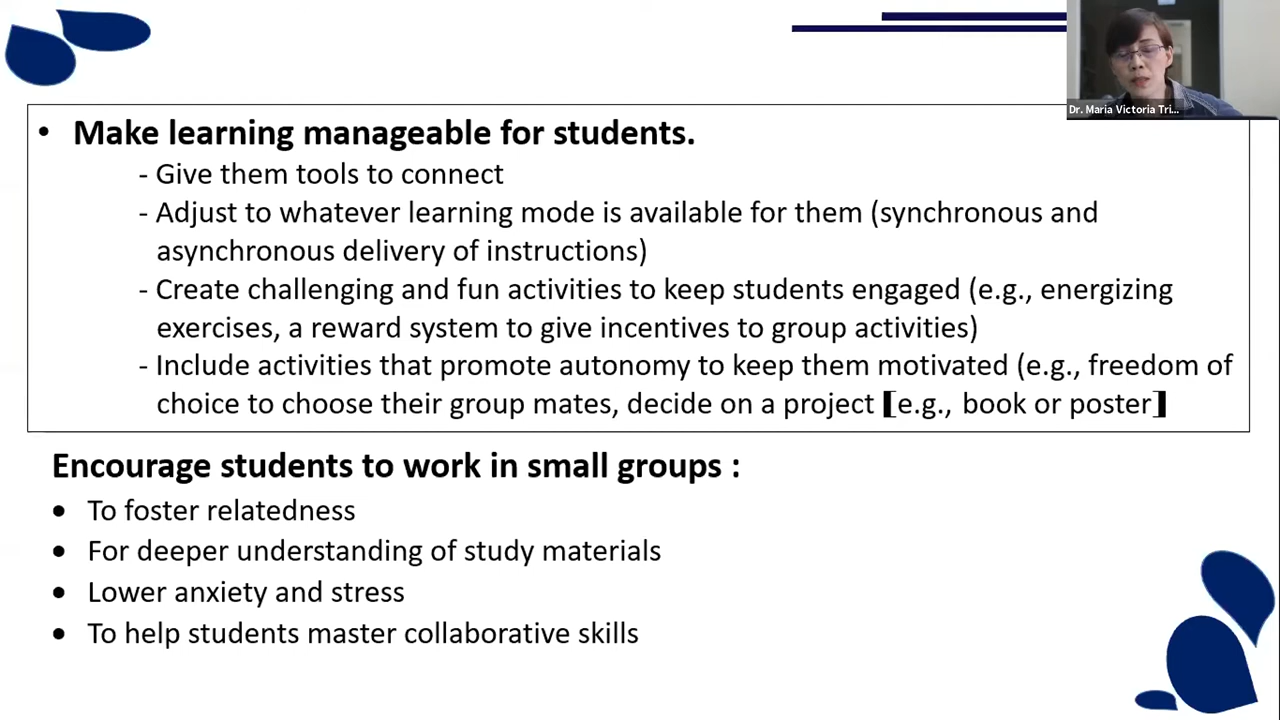 Dr. Maria Victoria Tri...
• Make learning manageable for students.
- Give them tools to connect
- Adjust to whatever learning mode is available for them (synchronous and
asynchronous delivery of instructions)
- Create challenging and fun activities to keep students engaged (e.g., energizing
exercises, a reward system to give incentives to group activities)
- Include activities that promote autonomy to keep them motivated (e.g., freedom of
choice to choose their group mates, decide on a project [e.g., book or poster]
Encourage students to work in small groups :
• To foster relatedness
• For deeper understanding of study materials
• Lower anxiety and stress
• To help students master collaborative skills